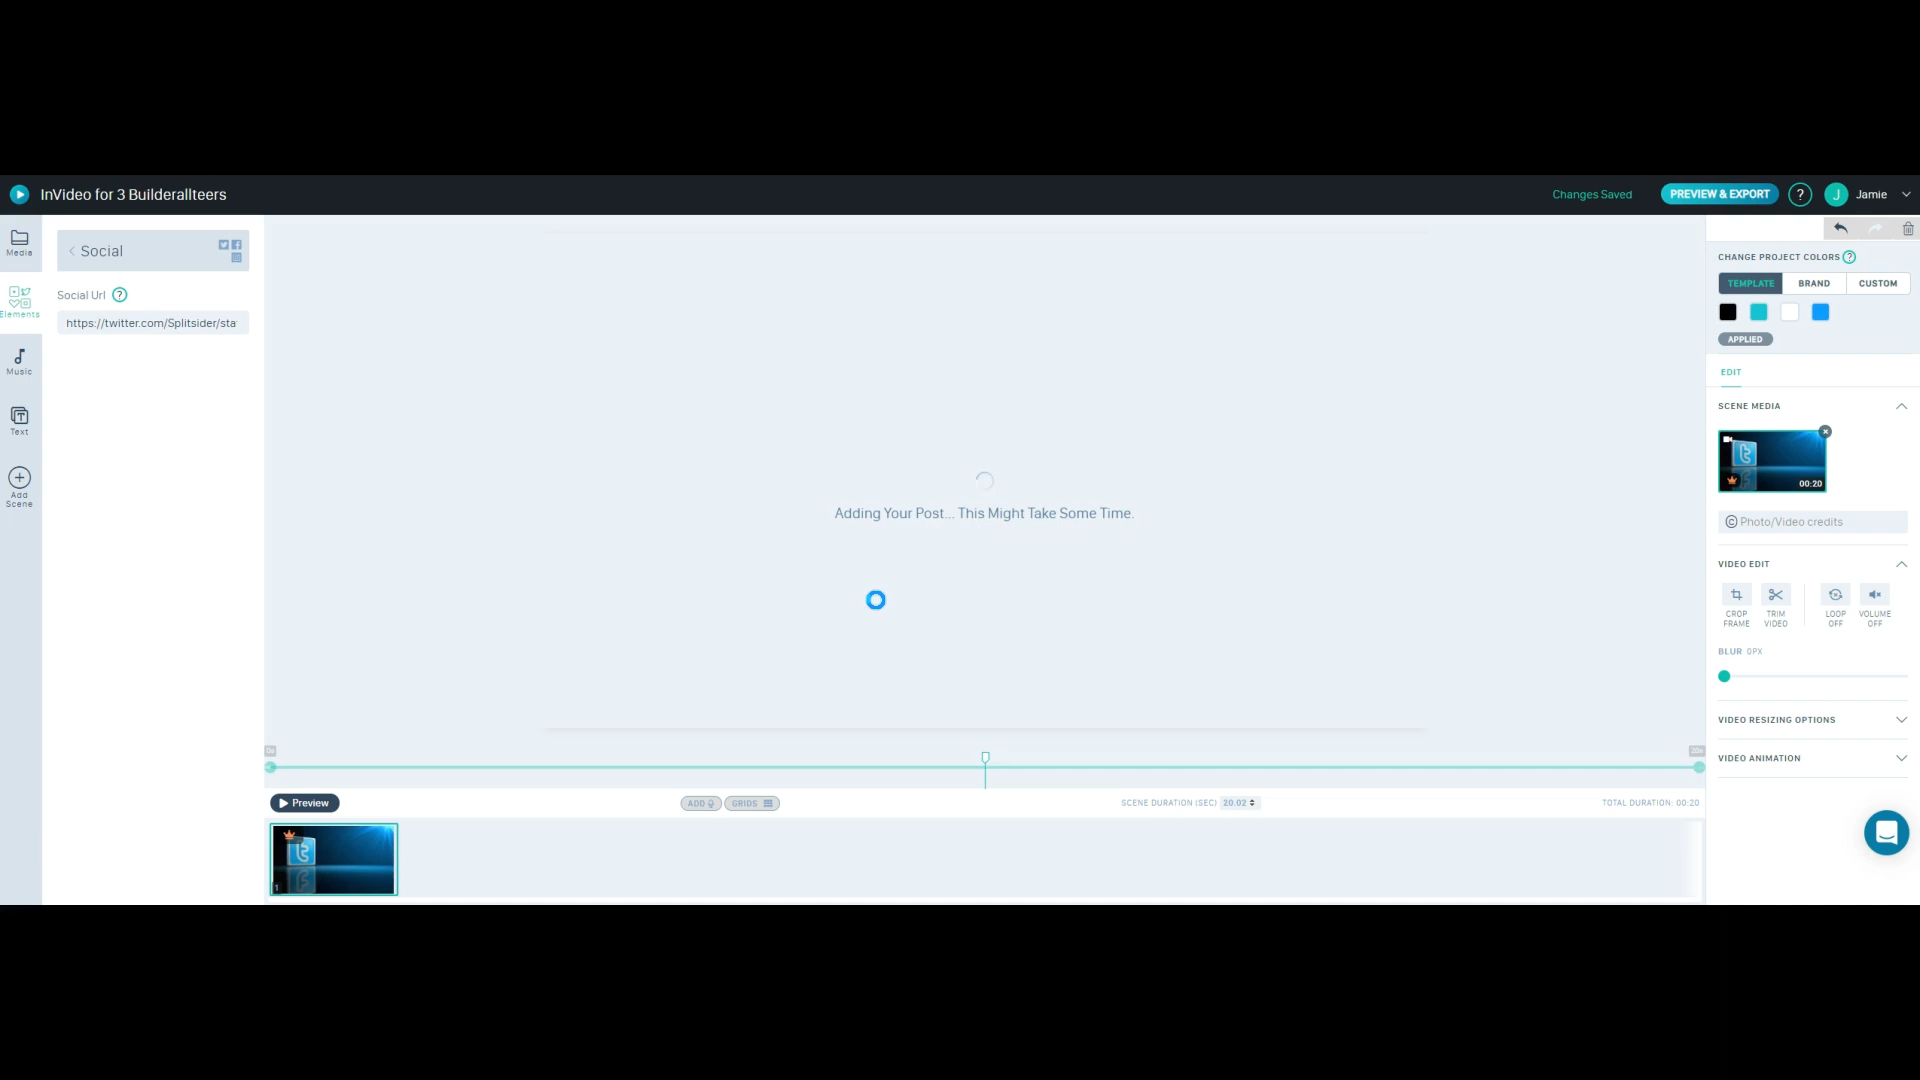 InVideo for 3 Builderallteers
Changes Saved
PREVIEW & EXPORT
?
J
Jamie
Media
Elements
Music
Text
Add
Scene
Social
Social Url ?
https://twitter.com/Splitsider/sta
Adding Your Post... This Might Take Some Time.
0s
20s
Preview
ADD
GRIDS
SCENE DURATION (SEC) 20.02
TOTAL DURATION: 00:20
1
CHANGE PROJECT COLORS ?
TEMPLATE
BRAND
CUSTOM
APPLIED
EDIT
SCENE MEDIA
00:20
© Photo/Video credits
VIDEO EDIT
CROP
FRAME
TRIM
VIDEO
LOOP
OFF
VOLUME
OFF
BLUR 0PX
VIDEO RESIZING OPTIONS
VIDEO ANIMATION